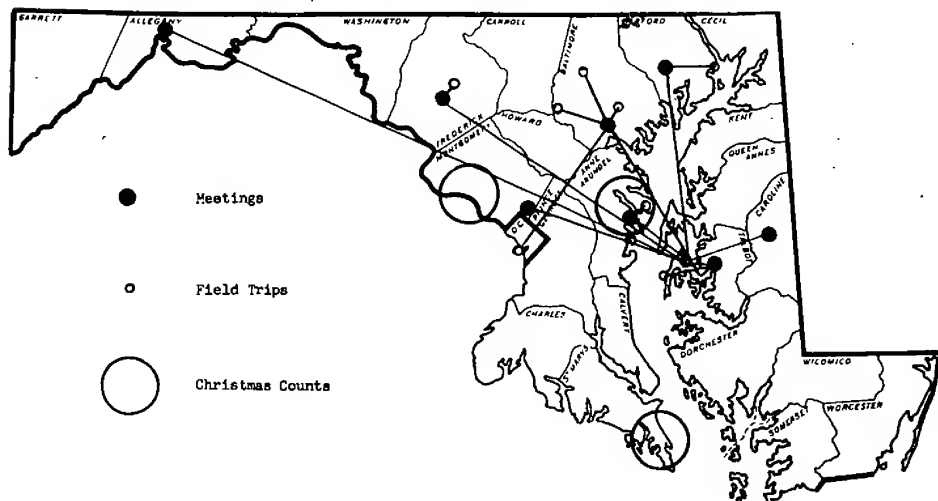 GARRETT
ALLEGANY
WASHINGTON
CARROLL
BALTIMORE
CECIL
FREDERICK
MONTGOMERY
HOWARD
KENT
ANNE
ARUNDEL
QUEEN
ANNES
CAROLINE
PRINCE
D.C.
TALBOT
Meetings
Field Trips
Christmas Counts
CHARLES
CALVERT
ST MARYS
DORCHESTER
WICOMICO
SOMERSET
WORCESTER